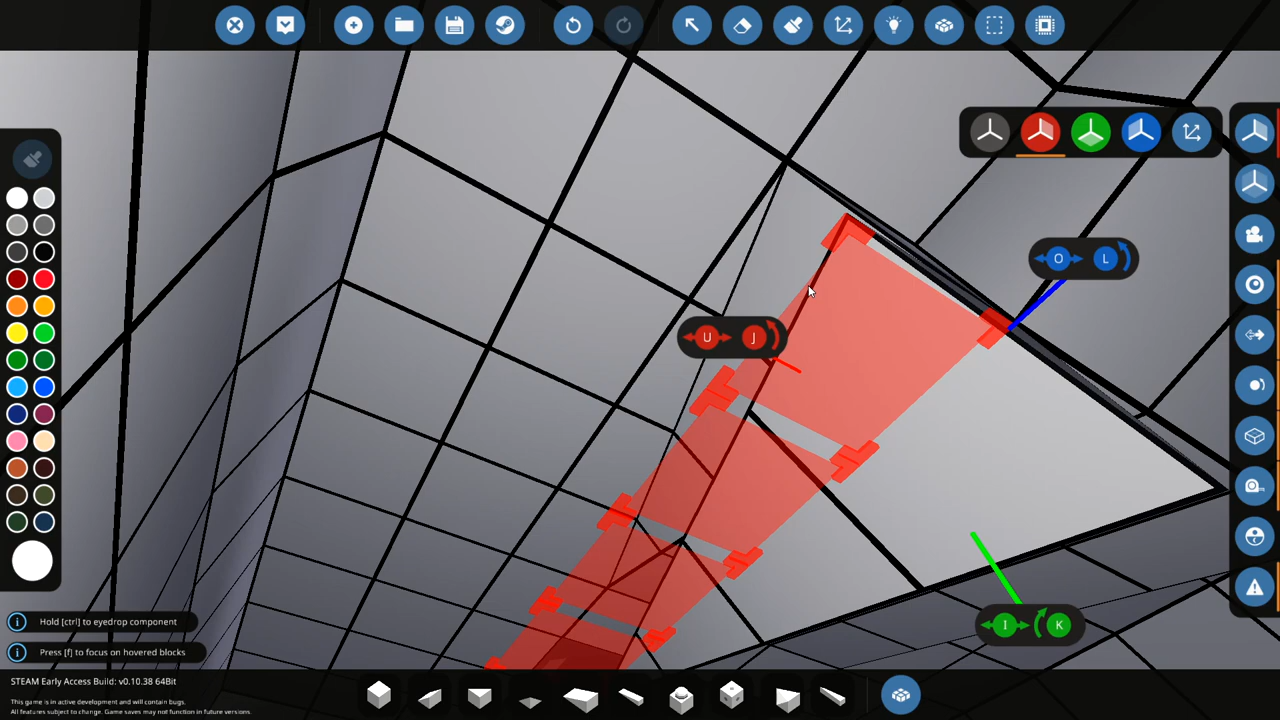 O L
U J
I K
Hold [ctrl] to eyedrop component
Press [f] to focus on hovered blocks
STEAM Early Access Build: v0.10.38 64Bit
This game is in active development and will contain bugs.
All features subject to change. Game saves may not function in future versions.